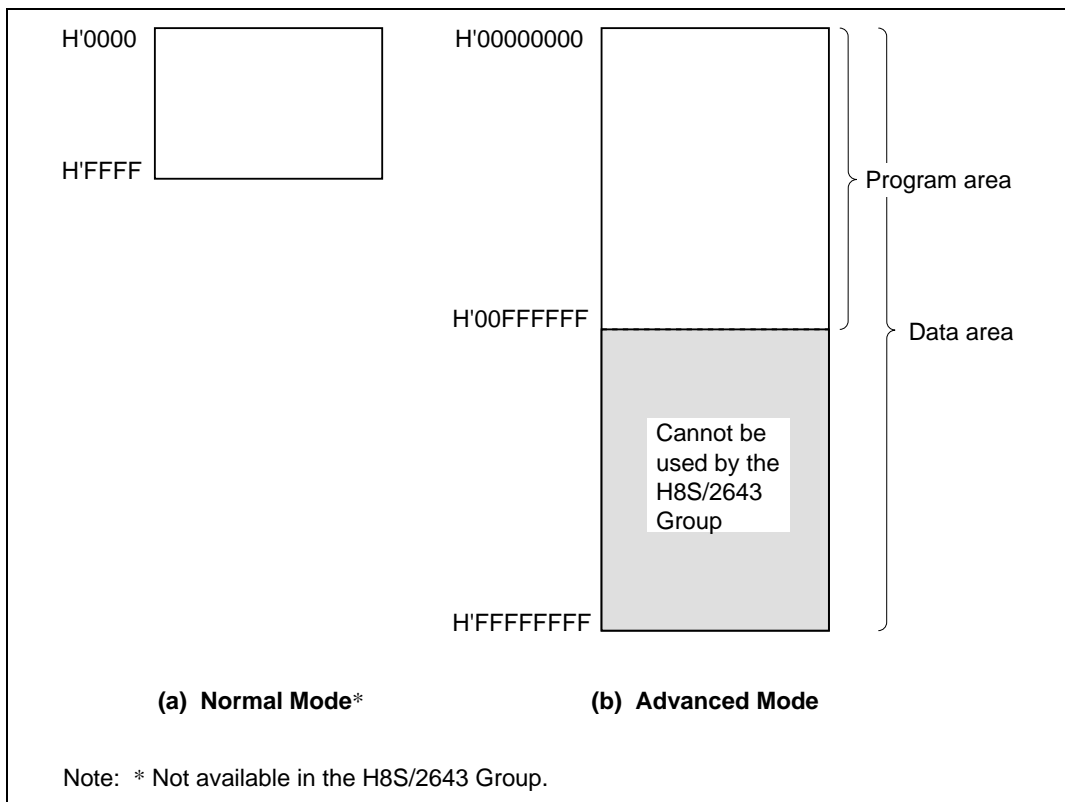 H'0000
H'FFFF
H'00000000
H'00FFFFFF
H'FFFFFFFF
Program area
Data area
Cannot be
used by the
H8S/2643
Group
(a) Normal Mode*
(b) Advanced Mode
Note: * Not available in the H8S/2643 Group.